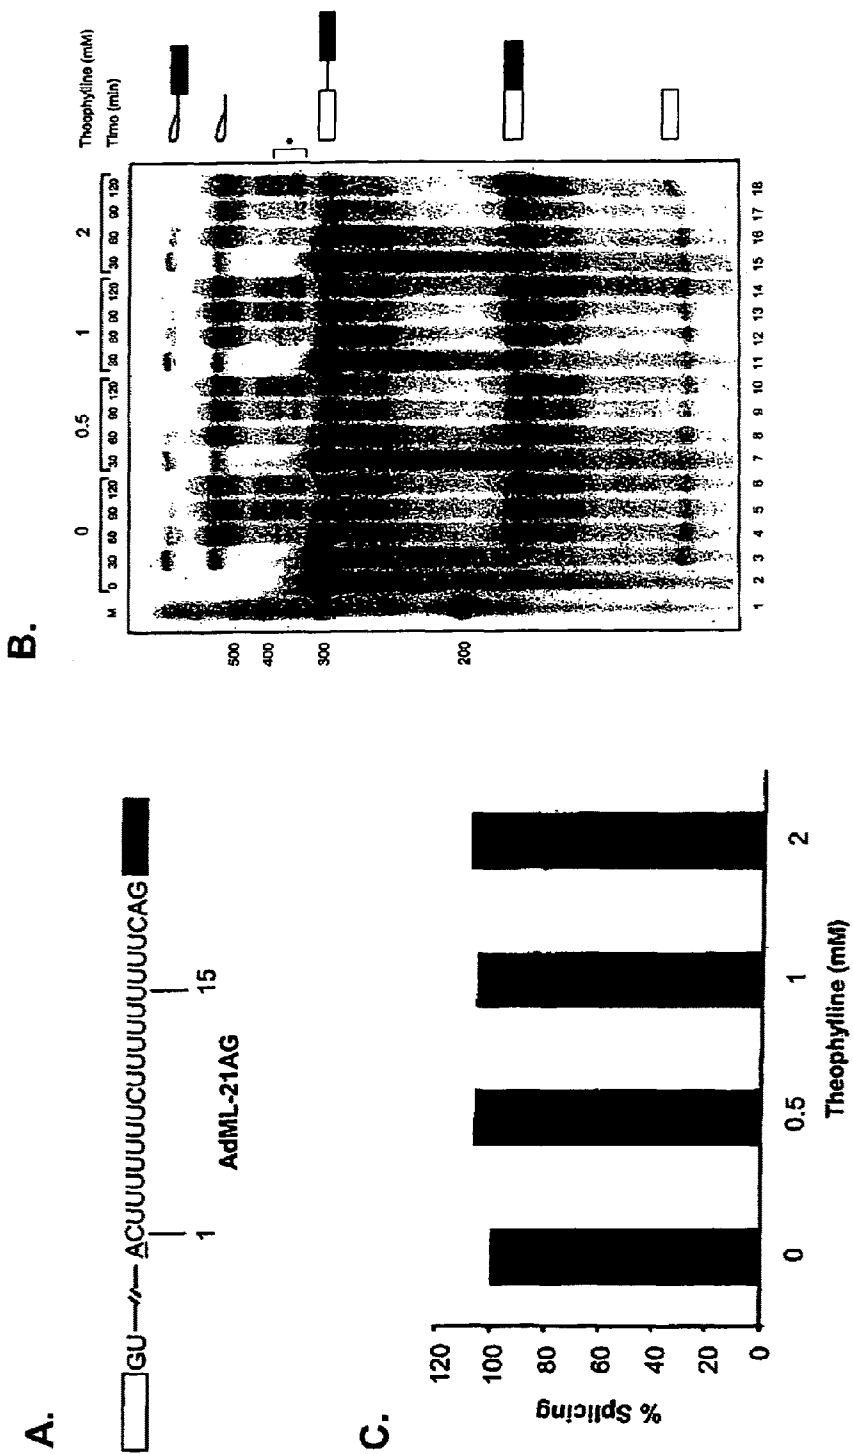 A.
GU ACUUUUUUUCUUUUUUUUUCAG
1 15
AdML-21AG
B.
0 0.5 1 2 Theophylline (mM)
M 0 30 60 90 120 30 60 90 120 30 60 90 120 30 60 90 120 Time (min)
500
400
300
200
*
1 2 3 4 5 6 7 8 9 10 11 12 13 14 15 16 17 18
C.
% Splicing
120
100
80
60
40
20
0
0 0.5 1 2
Theophylline (mM)